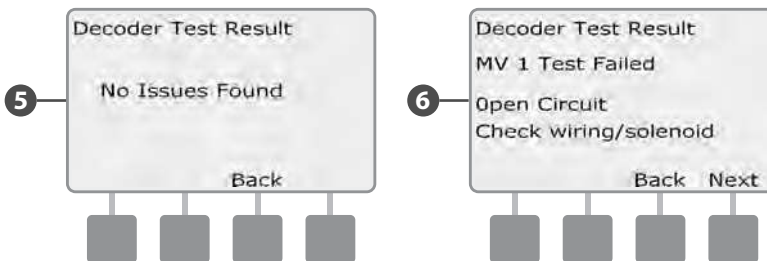 Decoder Test Result
No Issues Found
Back
5
Decoder Test Result
MV 1 Test Failed
Open Circuit
Check wiring/solenoid
Back Next
6